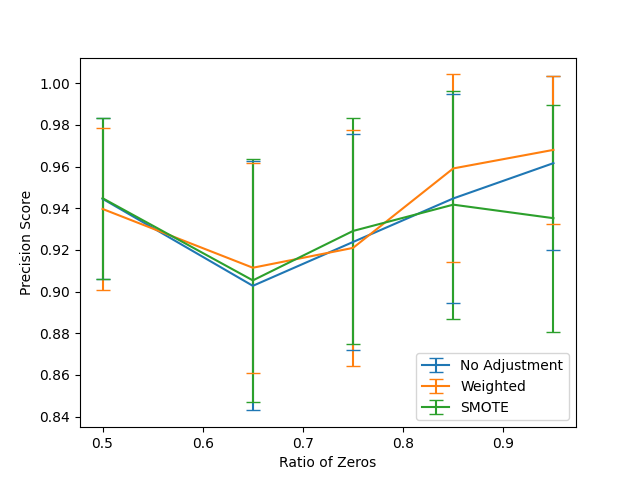 1.00
0.98
0.96
0.94
0.92
0.90
0.88
0.86
0.84
Precision Score
0.5
0.6
0.7
0.8
0.9
Ratio of Zeros
No Adjustment
Weighted
SMOTE